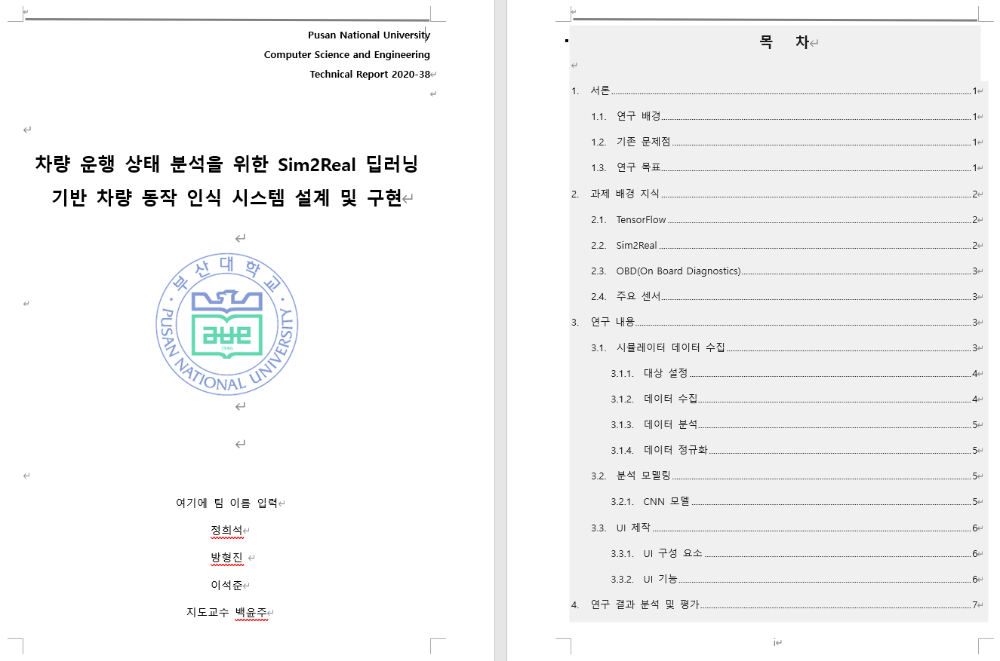 Pusan National University
Computer Science and Engineering
Technical Report 2020-38
차량 운행 상태 분석을 위한 Sim2Real 딥러닝
기반 차량 동작 인식 시스템 설계 및 구현
부산대학교
PUSAN NATIONAL UNIVERSITY
1946
여기에 팀 이름 입력
정희석
방형진
이석준
지도교수 백윤주
목 차
1. 서론 1
1.1. 연구 배경 1
1.2. 기존 문제점 1
1.3. 연구 목표 1
2. 과제 배경 지식 2
2.1. TensorFlow 2
2.2. Sim2Real 2
2.3. OBD(On Board Diagnostics) 3
2.4. 주요 센서 3
3. 연구 내용 3
3.1. 시뮬레이터 데이터 수집 3
3.1.1. 대상 설정 4
3.1.2. 데이터 수집 4
3.1.3. 데이터 분석 5
3.1.4. 데이터 정규화 5
3.2. 분석 모델링 5
3.2.1. CNN 모델 5
3.3. UI 제작 6
3.3.1. UI 구성 요소 6
3.3.2. UI 기능 6
4. 연구 결과 분석 및 평가 7
i